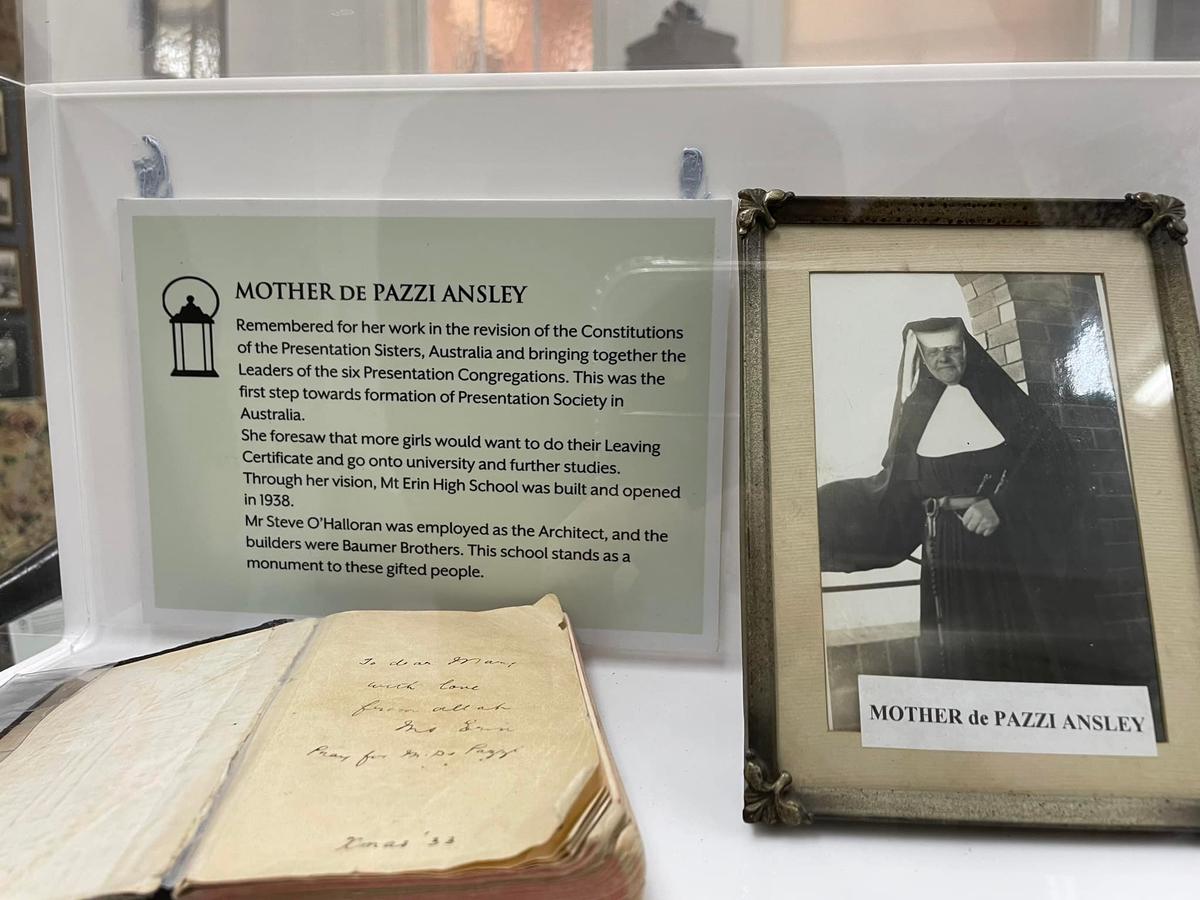 MOTHER DE PAZZI ANSLEY
Remembered for her work in the revision of the Constitutions
of the Presentation Sisters, Australia and bringing together the
Leaders of the six Presentation Congregations. This was the
first step towards formation of Presentation Society in
Australia.
She foresaw that more girls would want to do their Leaving
Certificate and go onto university and further studies.
Through her vision, Mt Erin High School was built and opened
in 1938.
Mr Steve O'Halloran was employed as the Architect, and the
builders were Baumer Brothers. This school stands as a
monument to these gifted people.
To dear Mary
with love
from all at
Erin
Pray for M. De Pazzi
Xmas '33
MOTHER de PAZZI ANSLEY